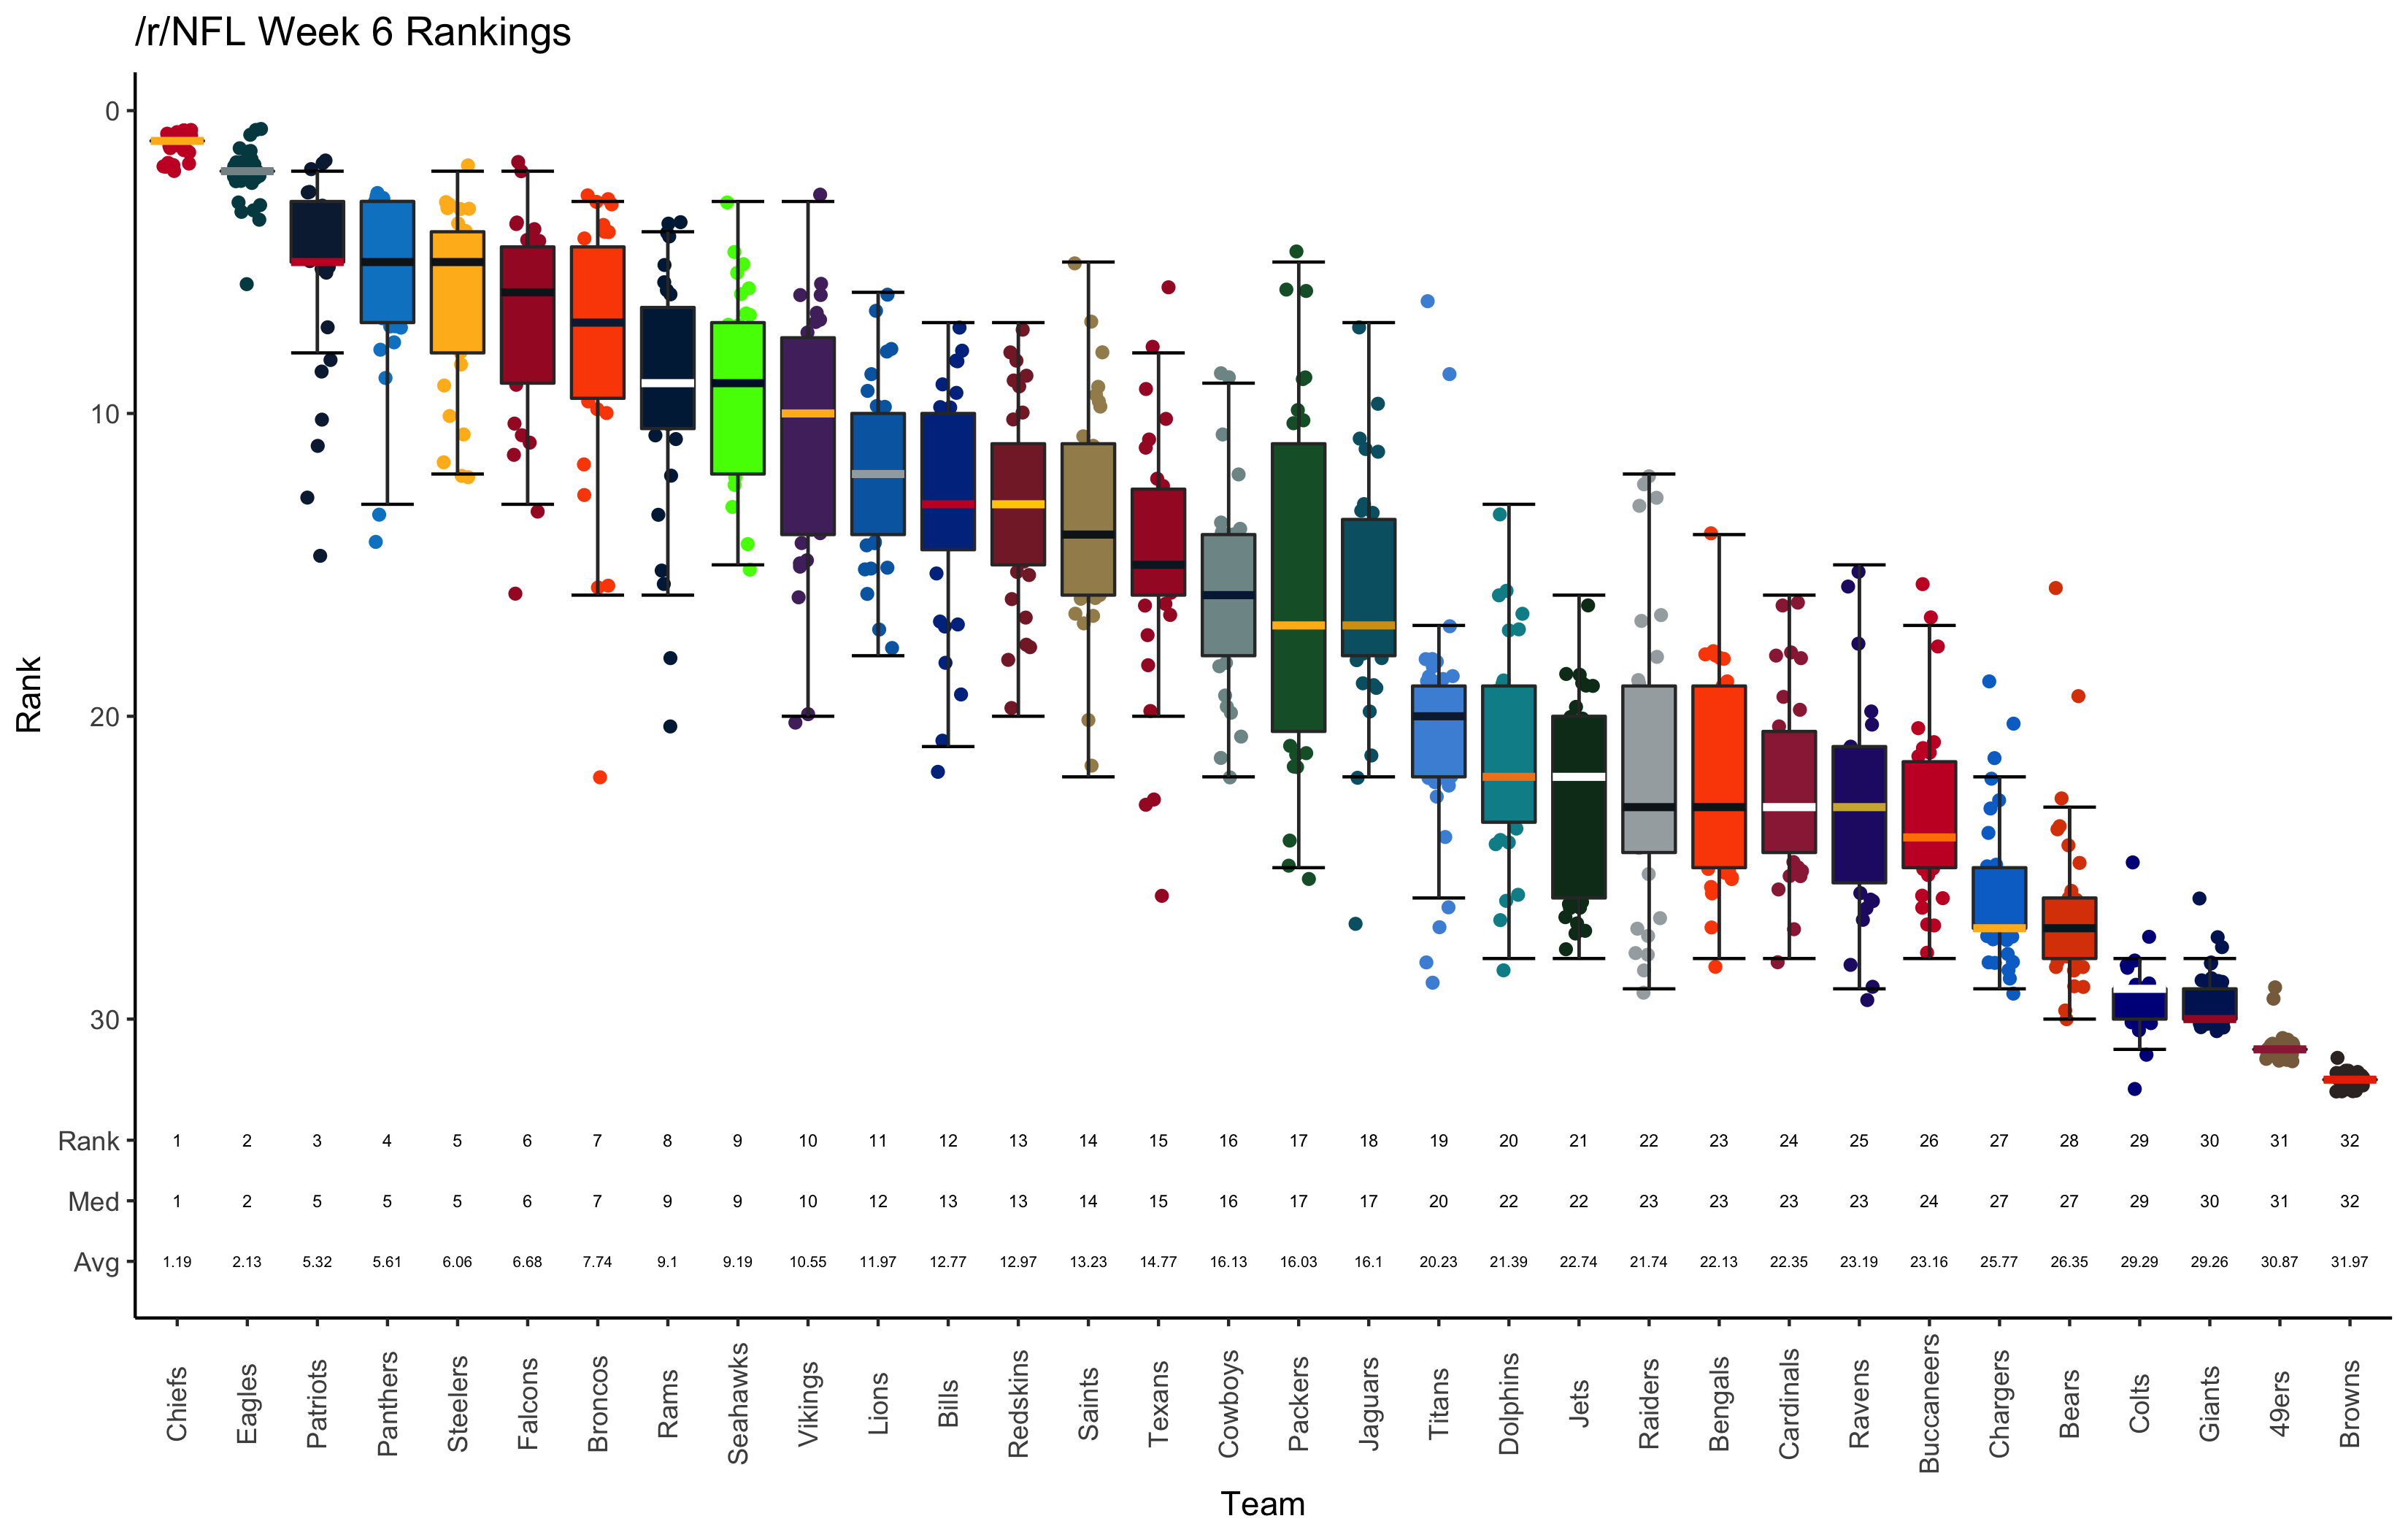 /r/NFL Week 6 Rankings
0
10
20
30
Rank
Rank 1 2 3 4 5 6 7 8 9 10 11 12 13 14 15 16 17 18 19 20 21 22 23 24 25 26 27 28 29 30 31 32
Med 1 2 5 5 5 6 7 9 9 10 12 13 13 14 15 16 17 17 20 22 22 23 23 23 23 24 27 27 29 30 31 32
Avg 1.19 2.13 5.32 5.61 6.06 6.68 7.74 9.1 9.19 10.55 11.97 12.77 12.97 13.23 14.77 16.13 16.03 16.1 20.23 21.39 22.74 21.74 22.13 22.35 23.19 23.16 25.77 26.35 29.29 29.26 30.87 31.97
Chiefs Eagles Patriots Panthers Steelers Falcons Broncos Rams Seahawks Vikings Lions Bills Redskins Saints Texans Cowboys Packers Jaguars Titans Dolphins Jets Raiders Bengals Cardinals Ravens Buccaneers Chargers Bears Colts Giants 49ers Browns
Team